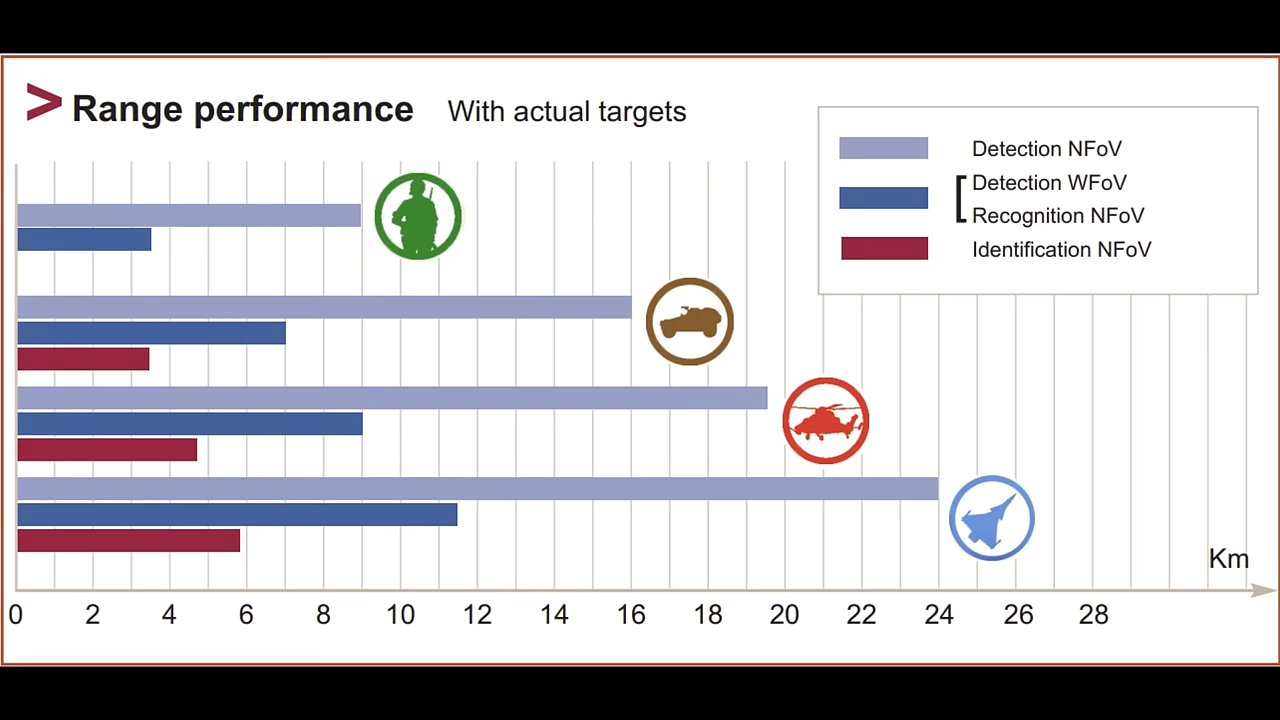 > Range performance With actual targets
Detection NFoV
Detection WFoV
Recognition NFoV
Identification NFoV
Km
0 2 4 6 8 10 12 14 16 18 20 22 24 26 28